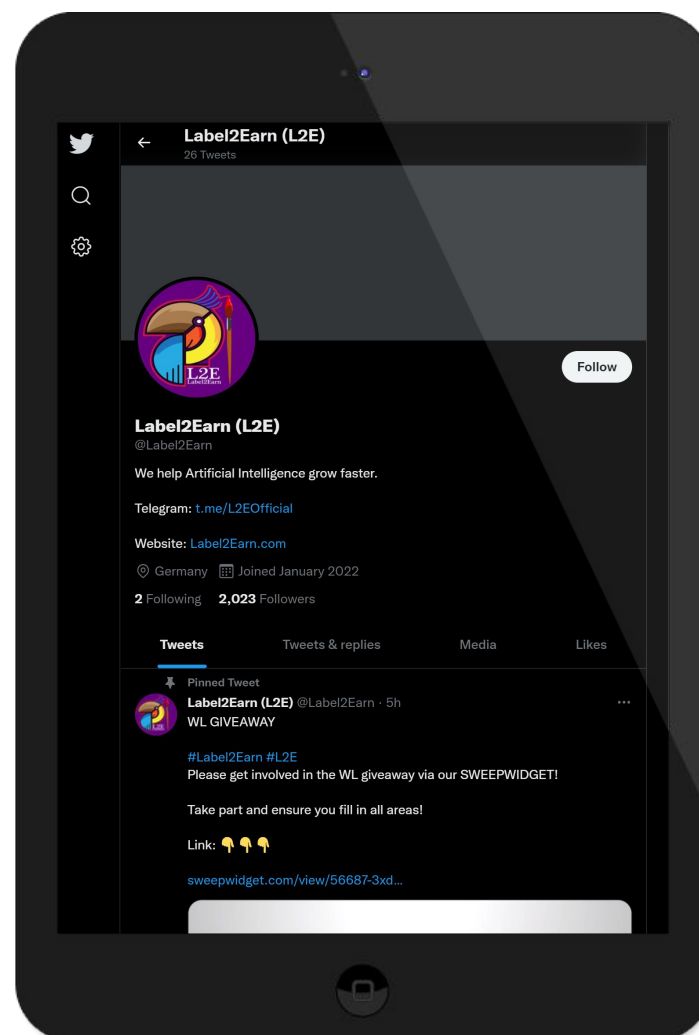 Label2Earn (L2E)
26 Tweets
L2E
Label2Earn
Follow
Label2Earn (L2E)
@Label2Earn
We help Artificial Intelligence grow faster.
Telegram: t.me/L2EOfficial
Website: Label2Earn.com
Germany Joined January 2022
2 Following 2,023 Followers
Tweets Tweets & replies Media Likes
Pinned Tweet
Label2Earn (L2E) @Label2Earn · 5h
WL GIVEAWAY
#Label2Earn #L2E
Please get involved in the WL giveaway via our SWEEPWIDGET!
Take part and ensure you fill in all areas!
Link: 👇👇👇
sweepwidget.com/view/56687-3xd...